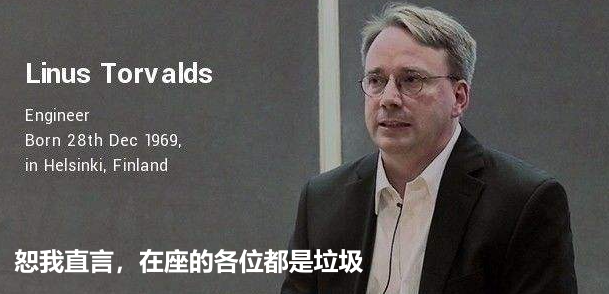 Linus Torvalds
Engineer
Born 28th Dec 1969,
in Helsinki, Finland
恕我直言，在座的各位都是垃圾